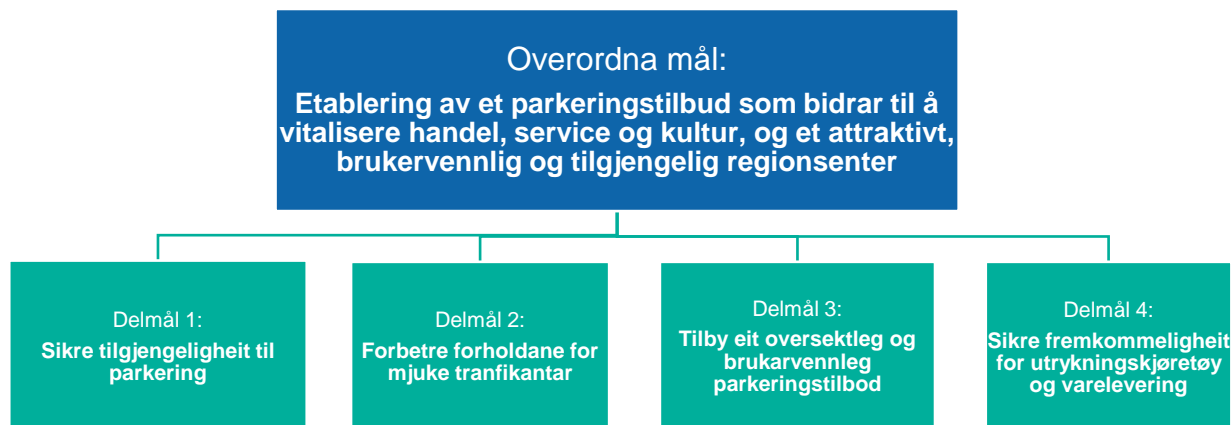 Overordna mål:
Etablering av et parkeringstilbud som bidrar til å
vitalisere handel, service og kultur, og et attraktivt,
brukervennlig og tilgjengelig regionsenter
Delmål 1:
Sikre tilgjengeligheit til
parkering
Delmål 2:
Forbetre forholdane for
mjuke tranfikantar
Delmål 3:
Tilby eit oversektleg og
brukarvennleg
parkeringstilbod
Delmål 4:
Sikre fremkommeligheit
for utrykningskjøretøy
og varelevering